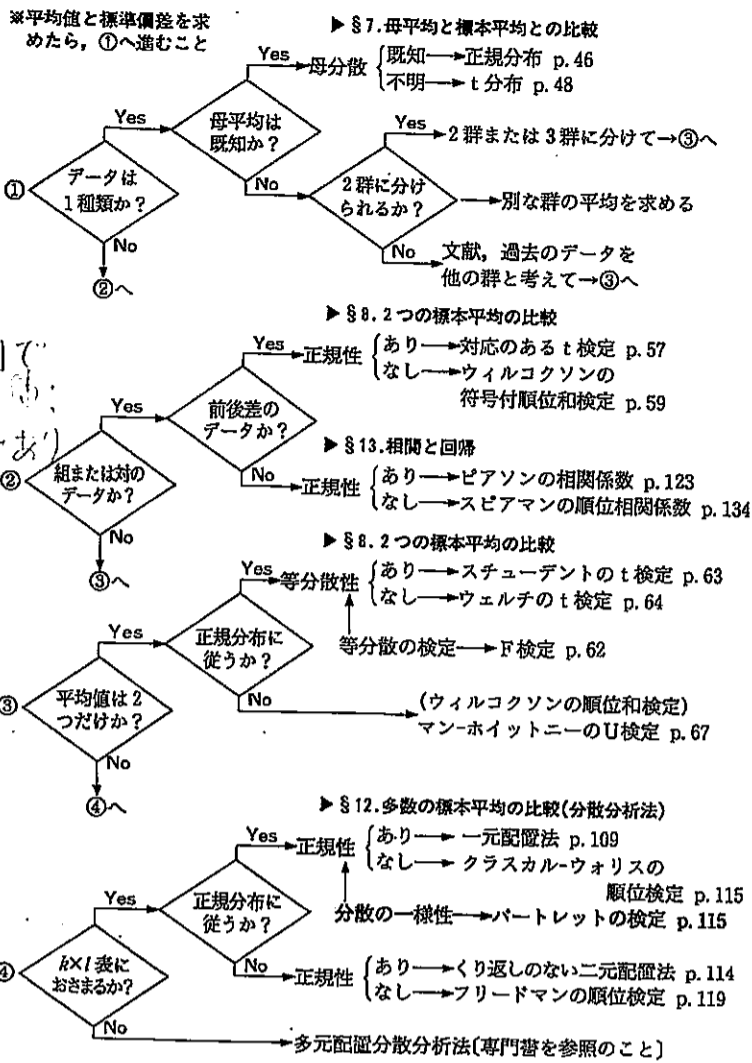 ※平均値と標準偏差を求
めたら，①へ進むこと
▶ §7.母平均と標本平均との比較
Yes
母分散
既知→正規分布 p.46
不明→t分布 p.48
Yes
母平均は
既知か？
Yes
2群または3群に分けて→③へ
①
データは
1種類か？
No
2群に分け
られるか？
別な群の平均を求める
No
②へ
No
文献，過去のデータを
他の群と考えて→③へ
▶ §8.2つの標本平均の比較
Yes
正規性
あり→対応のあるt検定 p.57
なし→ウィルコクソンの
符号付順位和検定 p.59
Yes
前後差の
データか？
▶ §13.相関と回帰
②
組または対の
データか？
No
正規性
あり→ピアソンの相関係数 p.123
なし→スピアマンの順位相関係数 p.134
No
③へ
▶ §8.2つの標本平均の比較
Yes
等分散性
あり→スチューデントのt検定 p.63
なし→ウェルチのt検定 p.64
Yes
正規分布に
従うか？
等分散の検定→F検定 p.62
③
平均値は2
つだけか？
No
(ウィルコクソンの順位和検定)
マン-ホイットニーのU検定 p.67
No
④へ
▶ §12.多数の標本平均の比較(分散分析法)
Yes
正規性
あり→一元配置法 p.109
なし→クラスカル-ウォリスの
順位検定 p.115
Yes
正規分布に
従うか？
分散の一様性→バートレットの検定 p.115
④
k×l表に
おさまるか？
No
正規性
あり→くり返しのない二元配置法 p.114
なし→フリードマンの順位検定 p.119
No
多元配置分散分析法〔専門書を参照のこと〕